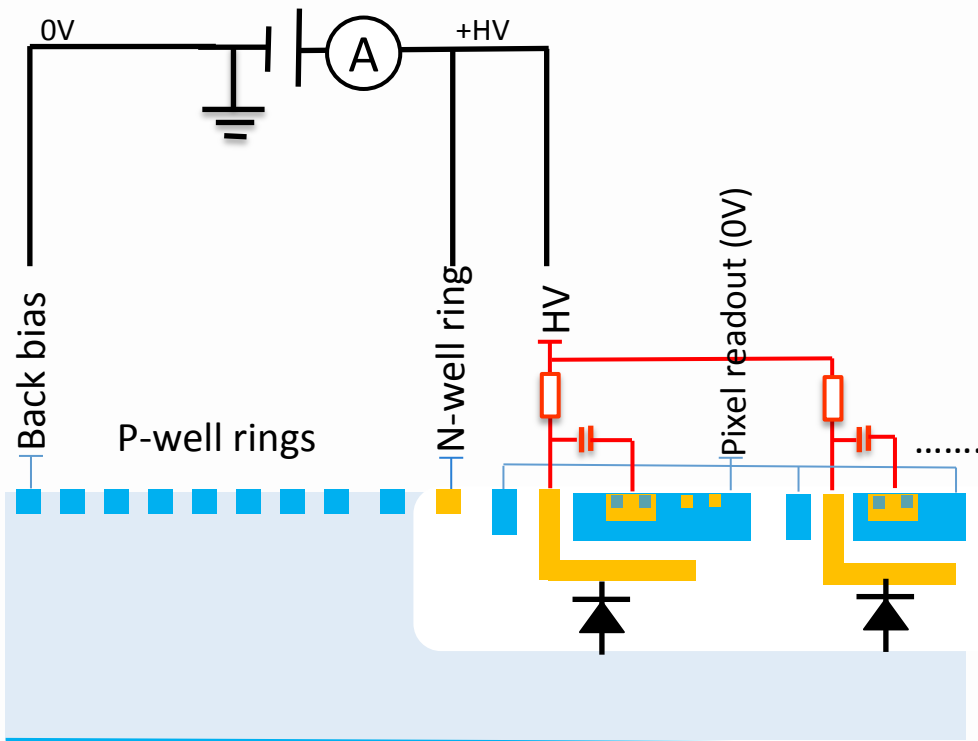 0V
A
+HV
Back bias
P-well rings
N-well ring
HV
Pixel readout (0V)
........